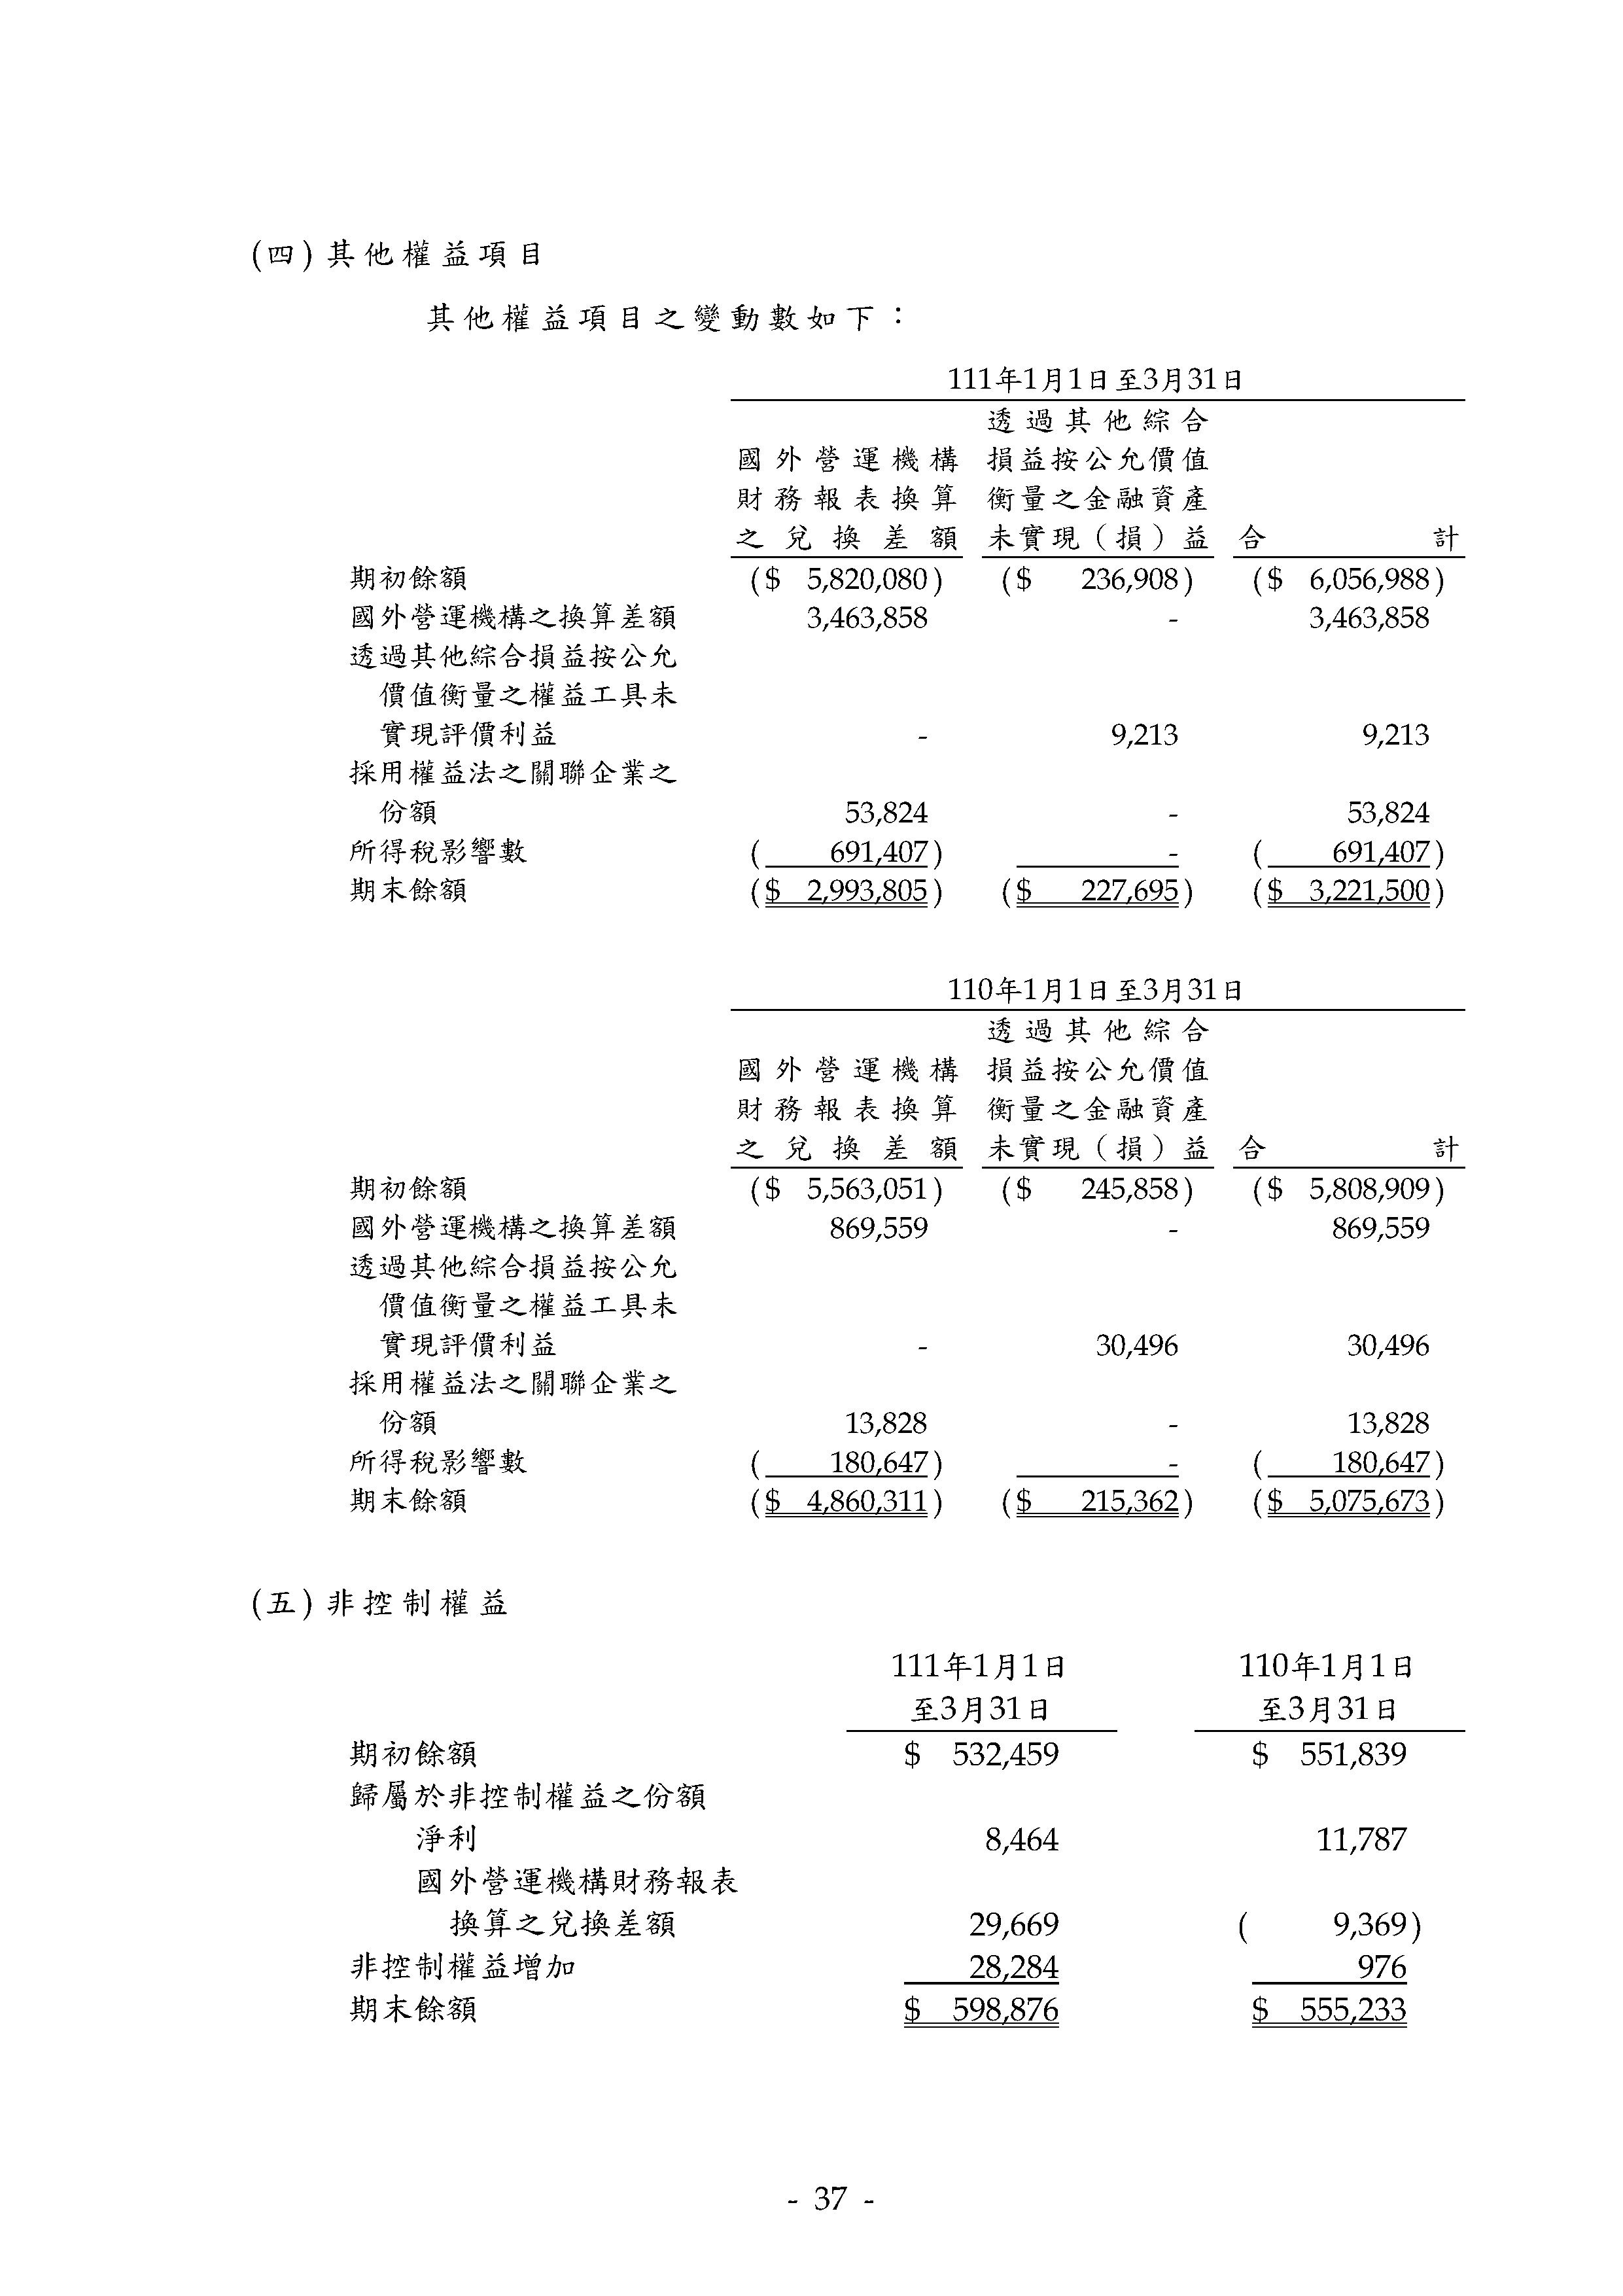 (四)其他權益項目
其他權益項目之變動數如下：
111年1月1日至3月31日
透過其他綜合
國外營運機構 損益按公允價值
財務報表換算 衡量之金融資產
之兌換差額 未實現（損）益 合計
期初餘額 ($ 5,820,080) ($ 236,908) ($ 6,056,988)
國外營運機構之換算差額 3,463,858 - 3,463,858
透過其他綜合損益按公允
價值衡量之權益工具未
實現評價利益 - 9,213 9,213
採用權益法之關聯企業之
份額 53,824 - 53,824
所得稅影響數 ( 691,407) - ( 691,407)
期末餘額 ($ 2,993,805) ($ 227,695) ($ 3,221,500)
110年1月1日至3月31日
透過其他綜合
國外營運機構 損益按公允價值
財務報表換算 衡量之金融資產
之兌換差額 未實現（損）益 合計
期初餘額 ($ 5,563,051) ($ 245,858) ($ 5,808,909)
國外營運機構之換算差額 869,559 - 869,559
透過其他綜合損益按公允
價值衡量之權益工具未
實現評價利益 - 30,496 30,496
採用權益法之關聯企業之
份額 13,828 - 13,828
所得稅影響數 ( 180,647) - ( 180,647)
期末餘額 ($ 4,860,311) ($ 215,362) ($ 5,075,673)
(五)非控制權益
111年1月1日 110年1月1日
至3月31日 至3月31日
期初餘額 $ 532,459 $ 551,839
歸屬於非控制權益之份額
淨利 8,464 11,787
國外營運機構財務報表
換算之兌換差額 29,669 ( 9,369)
非控制權益增加 28,284 976
期末餘額 $ 598,876 $ 555,233
- 37 -